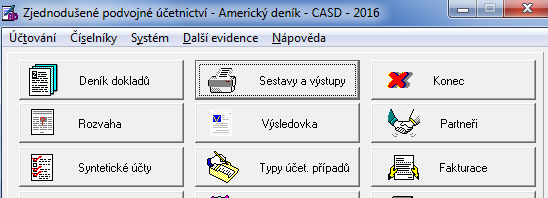 Zjednodušené podvojné účetnictví - Americký deník - CASD - 2016
Účtování Číselníky Systém Další evidence Nápověda
Deník dokladů Sestavy a výstupy Konec
Rozvaha Výsledovka Partneři
Syntetické účty Typy účet. případů Fakturace